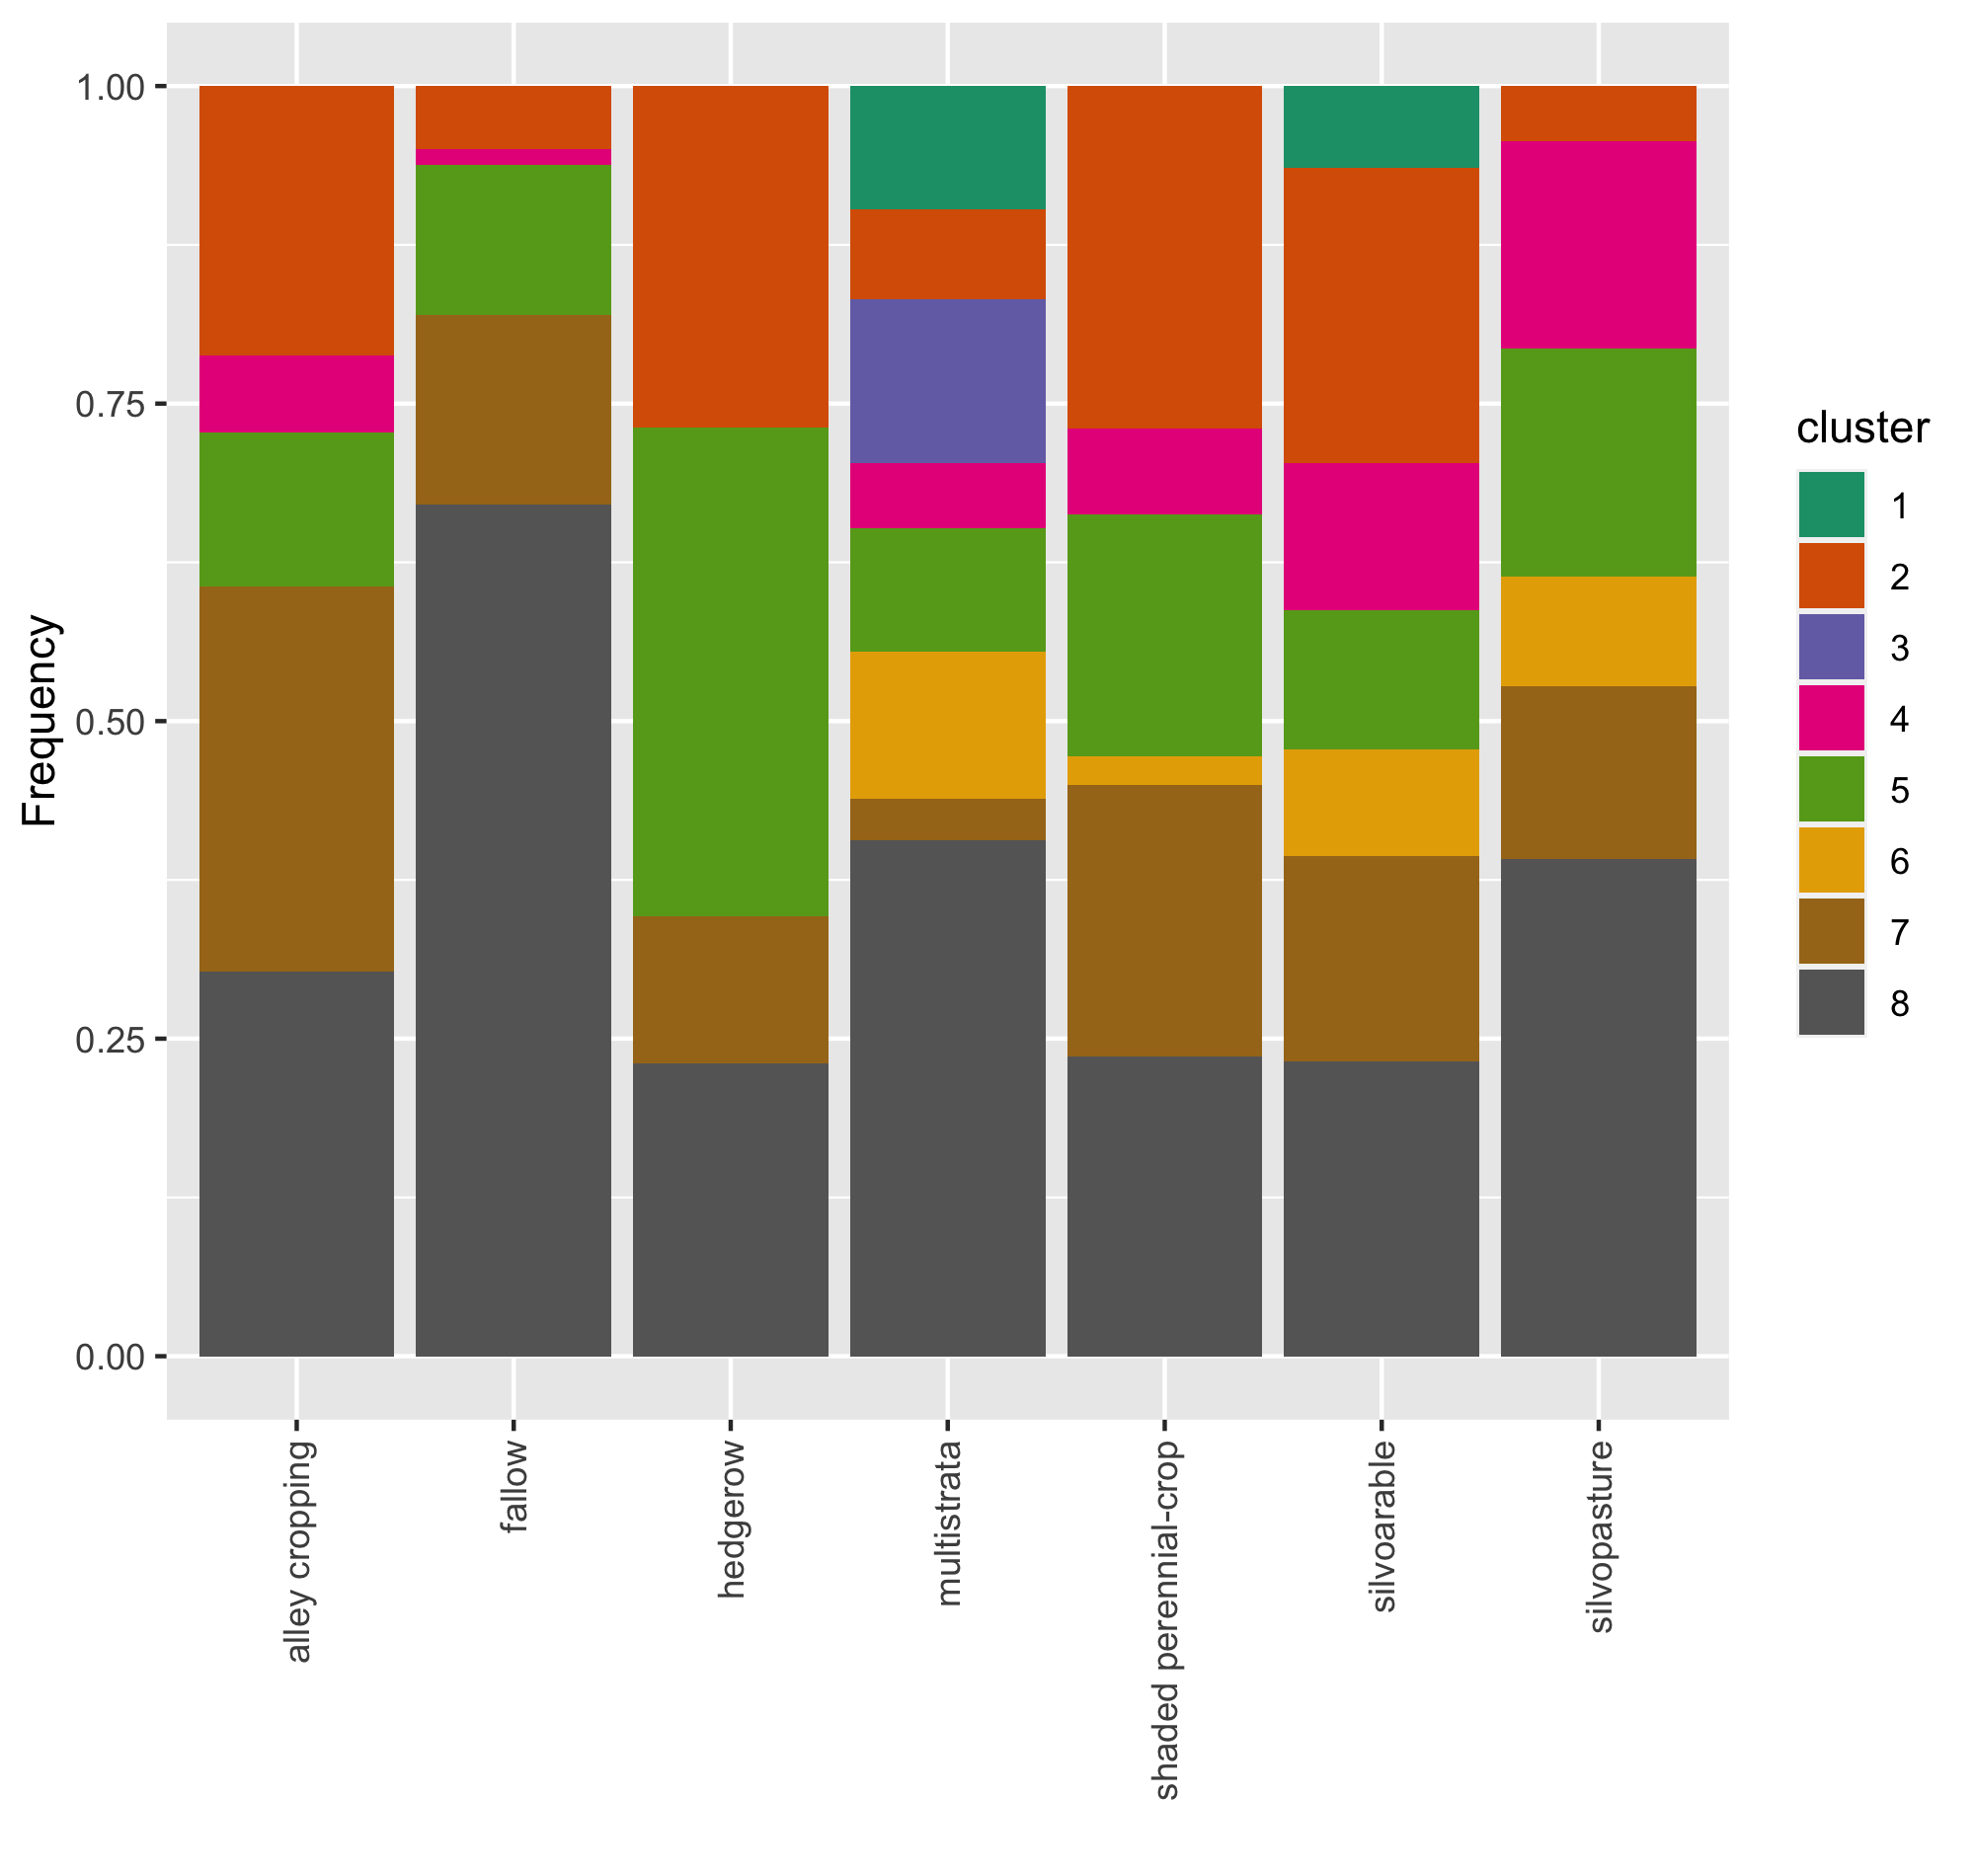 Frequency
1.00
0.75
0.50
0.25
0.00
alley cropping
fallow
hedgerow
multistrata
shaded perennial-crop
silvoarable
silvopasture
cluster
1
2
3
4
5
6
7
8